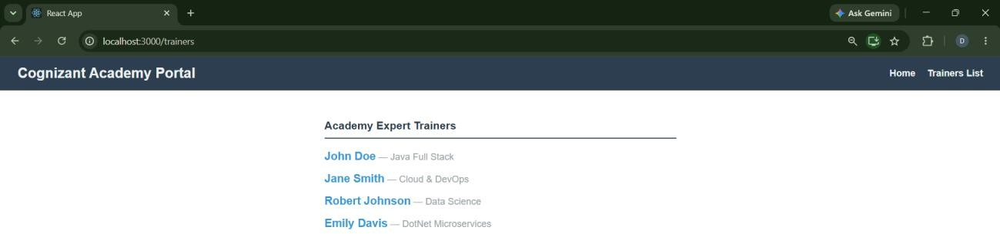 React App
Ask Gemini
localhost:3000/trainers
D
Cognizant Academy Portal
Home Trainers List
Academy Expert Trainers
John Doe — Java Full Stack
Jane Smith — Cloud & DevOps
Robert Johnson — Data Science
Emily Davis — DotNet Microservices